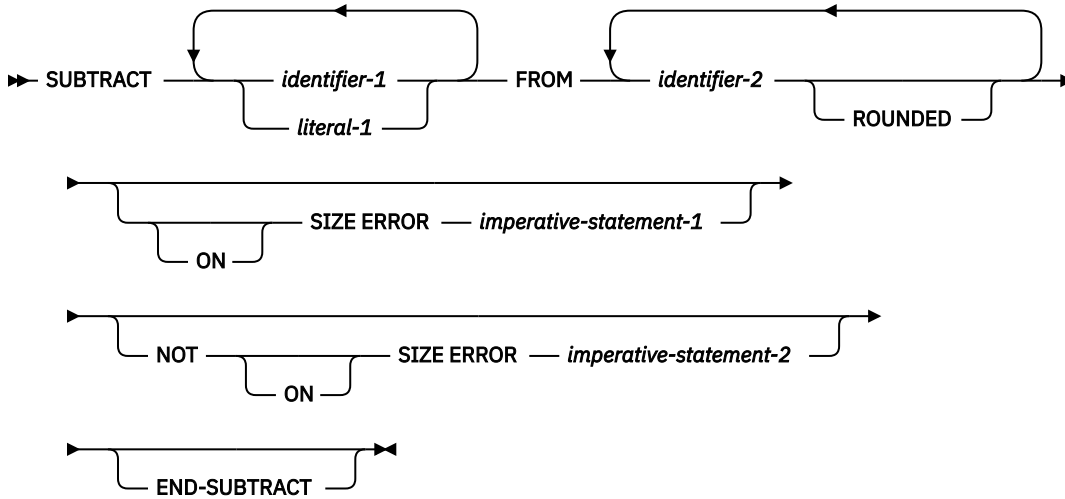 SUBTRACT identifier-1 FROM identifier-2
literal-1 ROUNDED
SIZE ERROR imperative-statement-1
ON
NOT SIZE ERROR imperative-statement-2
ON
END-SUBTRACT